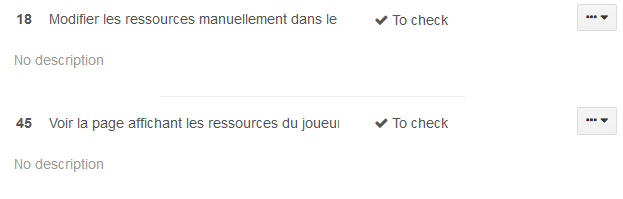 18 Modifier les ressources manuellement dans le ✔ To check
No description
45 Voir la page affichant les ressources du joueur ✔ To check
No description